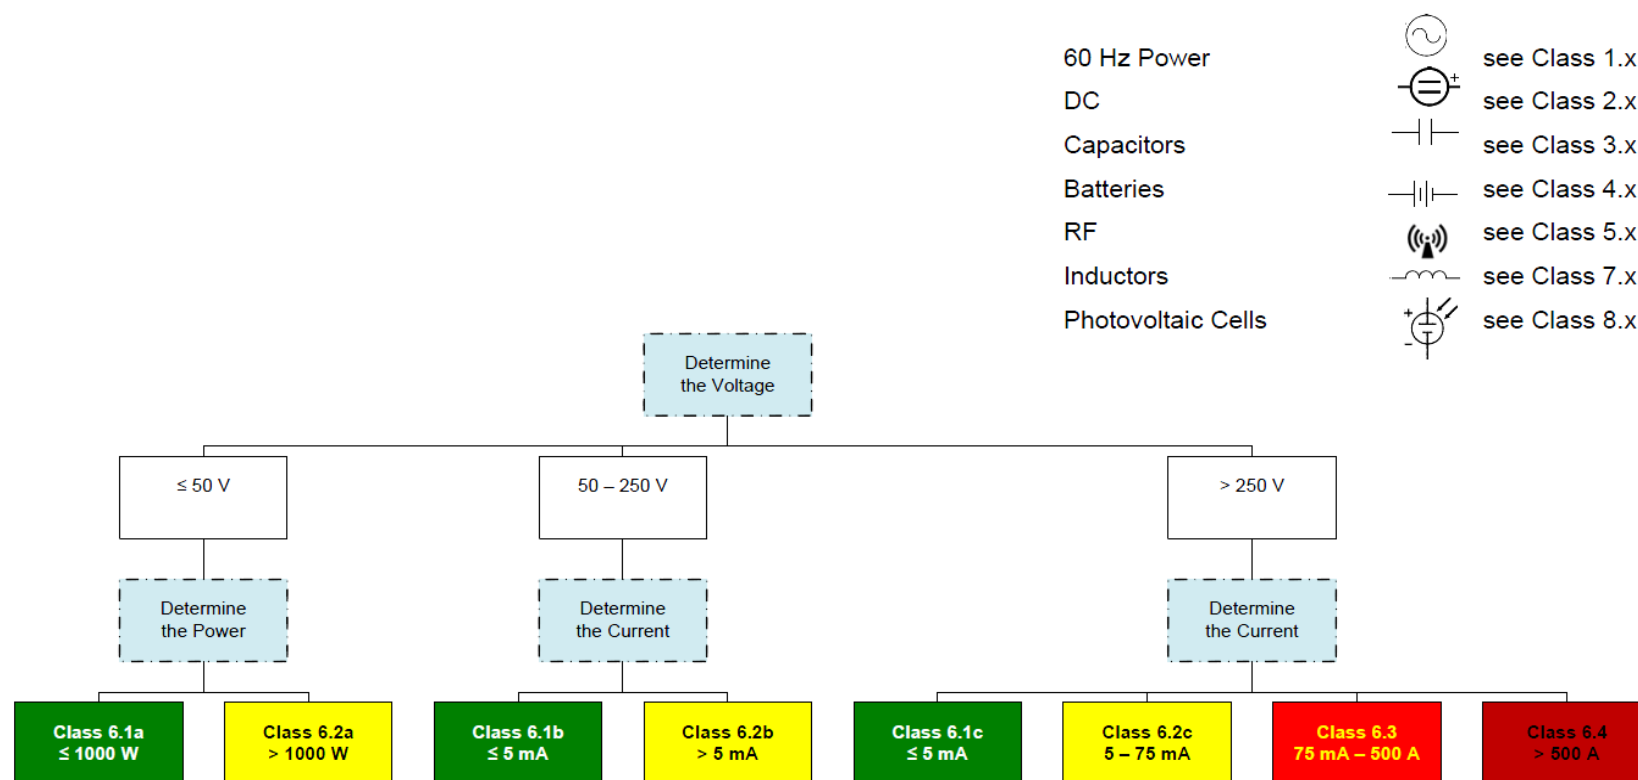 60 Hz Power see Class 1.x
DC see Class 2.x
Capacitors see Class 3.x
Batteries see Class 4.x
RF see Class 5.x
Inductors see Class 7.x
Photovoltaic Cells see Class 8.x
Determine
the Voltage
≤ 50 V
50 – 250 V
> 250 V
Determine
the Power
Determine
the Current
Determine
the Current
Class 6.1a
≤ 1000 W
Class 6.2a
> 1000 W
Class 6.1b
≤ 5 mA
Class 6.2b
> 5 mA
Class 6.1c
≤ 5 mA
Class 6.2c
5 – 75 mA
Class 6.3
75 mA – 500 A
Class 6.4
> 500 A